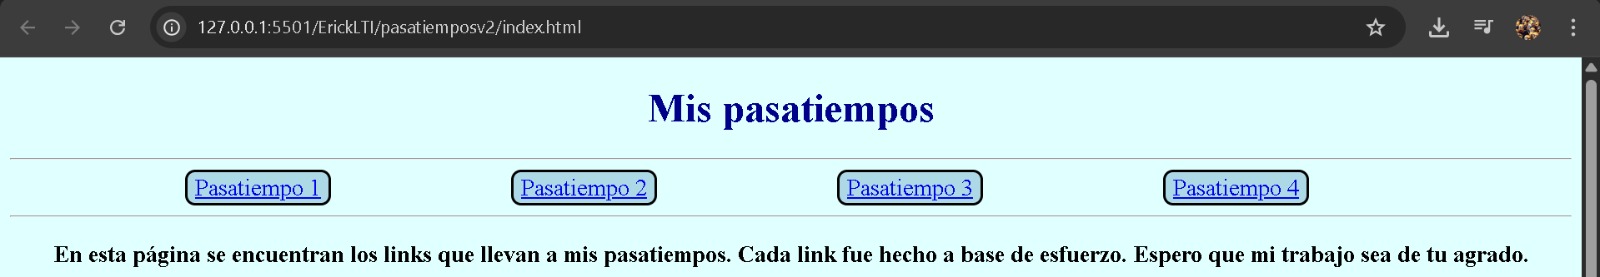 127.0.0.1:5501/ErickLTI/pasatiemposv2/index.html
Mis pasatiempos
Pasatiempo 1 Pasatiempo 2 Pasatiempo 3 Pasatiempo 4
En esta página se encuentran los links que llevan a mis pasatiempos. Cada link fue hecho a base de esfuerzo. Espero que mi trabajo sea de tu agrado.